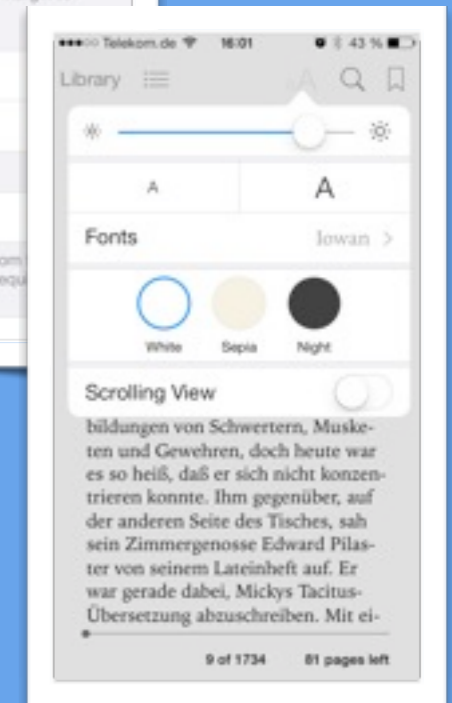 Telekom.de 16:01 43 %
Library
A
A A
Fonts Iowan >
White Sepia Night
Scrolling View
bildungen von Schwertern, Muske-
ten und Gewehren, doch heute war
es so heiß, daß er sich nicht konzen-
trieren konnte. Ihm gegenüber, auf
der anderen Seite des Tisches, sah
sein Zimmergenosse Edward Pilas-
ter von seinem Lateinheft auf. Er
war gerade dabei, Mickys Tacitus-
Übersetzung abzuschreiben. Mit ei-
9 of 1734 81 pages left